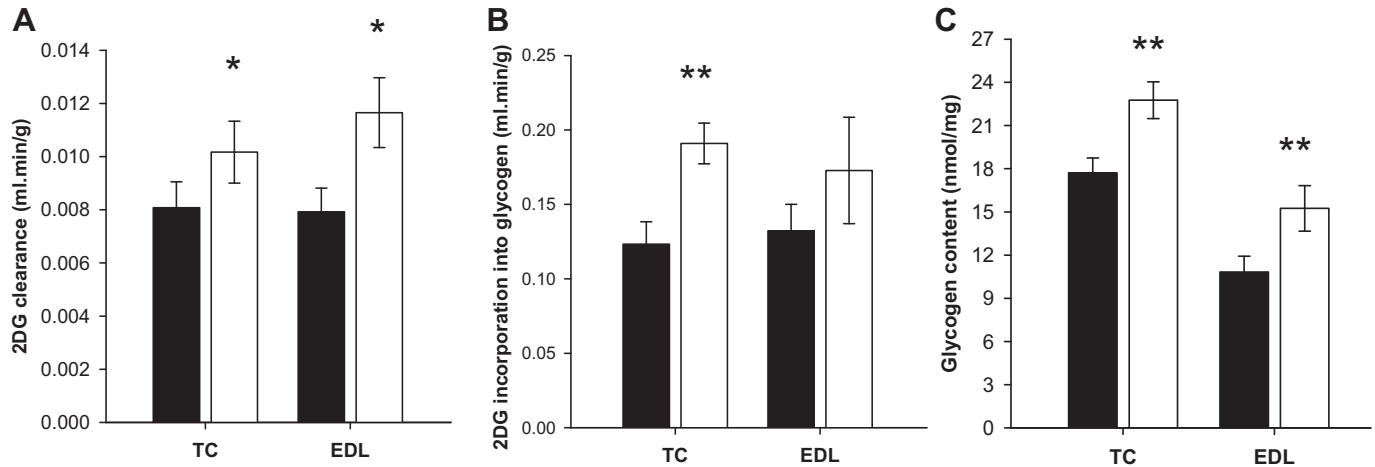 A
*
*
2DG clearance (ml.min/g)
0.014
0.012
0.010
0.008
0.006
0.004
0.002
0.000
TC
EDL
B
**
2DG incorporation into glycogen (ml.min/g)
0.25
0.20
0.15
0.10
0.05
0.00
TC
EDL
C
**
**
Glycogen content (nmol/mg)
27
24
21
18
15
12
9
6
3
0
TC
EDL